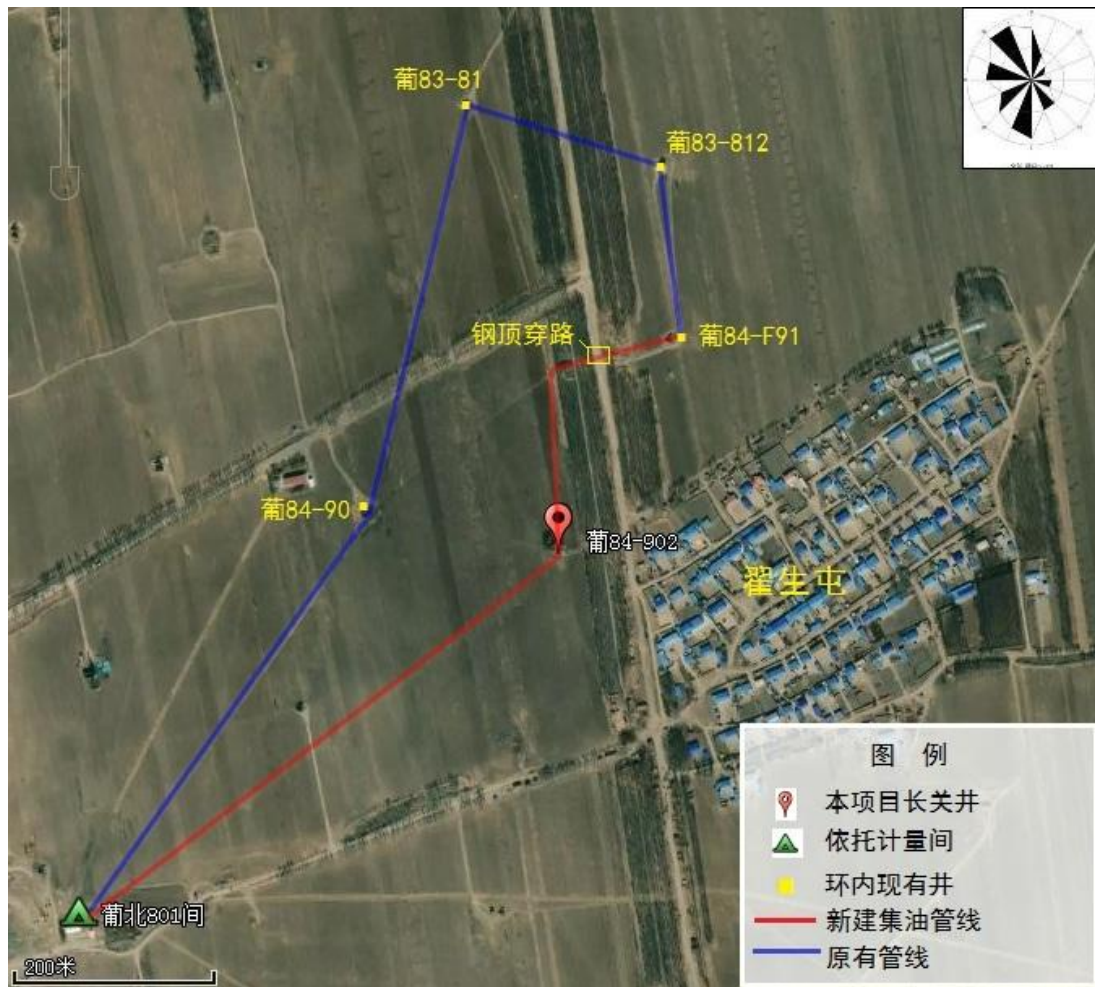 葡83-81
葡83-812
钢顶穿路
葡84-F91
葡84-90
葡84-902
翟生屯
葡北801间
200米
图 例
本项目长关井
依托计量间
环内现有井
新建集油管线
原有管线